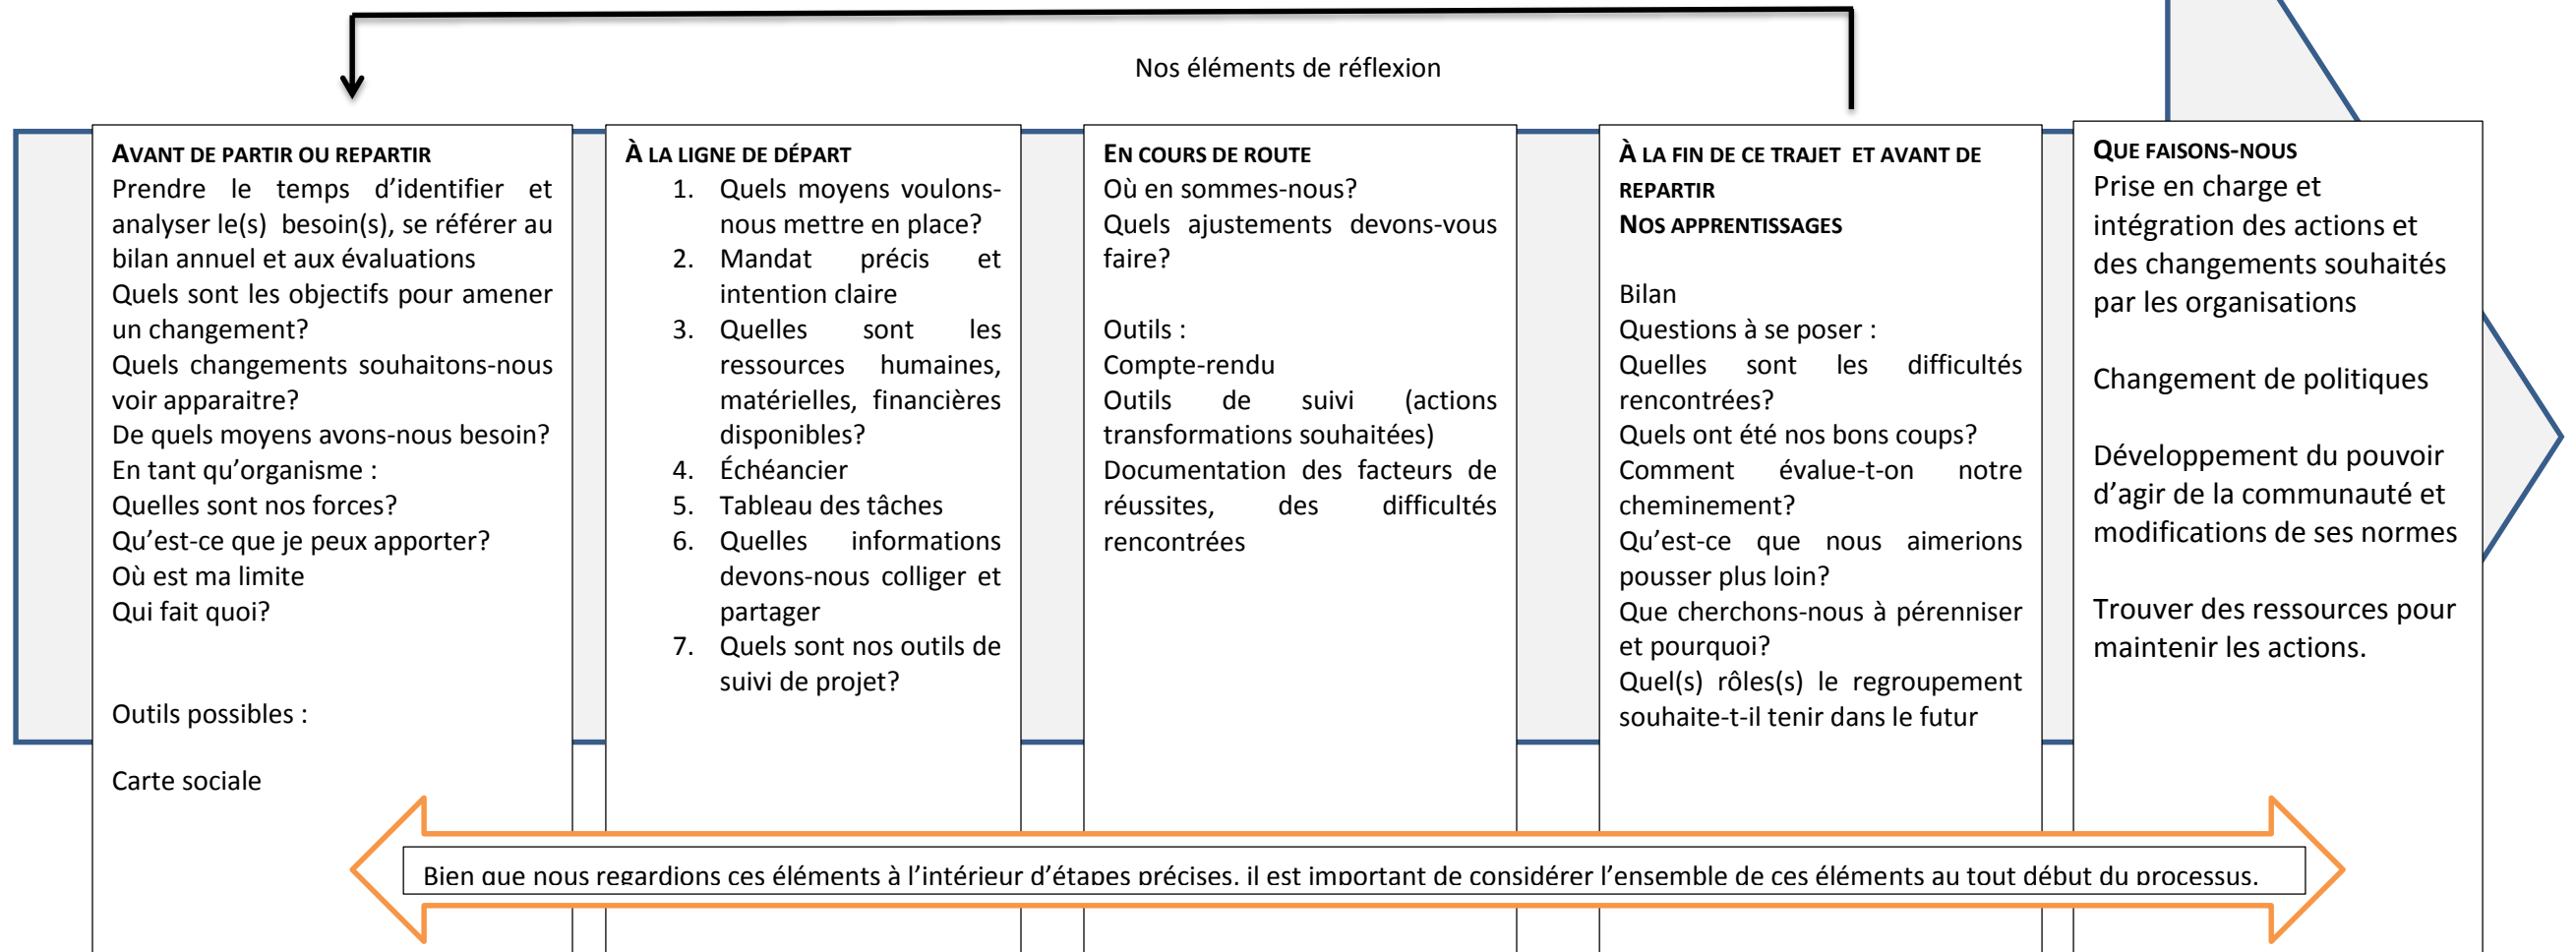 Nos éléments de réflexion
AVANT DE PARTIR OU REPARTIR
Prendre le temps d’identifier et
analyser le(s) besoin(s), se référer au
bilan annuel et aux évaluations
Quels sont les objectifs pour amener
un changement?
Quels changements souhaitons-nous
voir apparaitre?
De quels moyens avons-nous besoin?
En tant qu’organisme :
Quelles sont nos forces?
Qu’est-ce que je peux apporter?
Où est ma limite
Qui fait quoi?
Outils possibles :
Carte sociale
À LA LIGNE DE DÉPART
1. Quels moyens voulons-
nous mettre en place?
2. Mandat précis et
intention claire
3. Quelles sont les
ressources humaines,
matérielles, financières
disponibles?
4. Échéancier
5. Tableau des tâches
6. Quelles informations
devons-nous colliger et
partager
7. Quels sont nos outils de
suivi de projet?
EN COURS DE ROUTE
Où en sommes-nous?
Quels ajustements devons-vous
faire?
Outils :
Compte-rendu
Outils de suivi (actions
transformations souhaitées)
Documentation des facteurs de
réussites, des difficultés
rencontrées
À LA FIN DE CE TRAJET ET AVANT DE
REPARTIR
NOS APPRENTISSAGES
Bilan
Questions à se poser :
Quelles sont les difficultés
rencontrées?
Quels ont été nos bons coups?
Comment évalue-t-on notre
cheminement?
Qu’est-ce que nous aimerions
pousser plus loin?
Que cherchons-nous à pérenniser
et pourquoi?
Quel(s) rôles(s) le regroupement
souhaite-t-il tenir dans le futur
QUE FAISONS-NOUS
Prise en charge et
intégration des actions et
des changements souhaités
par les organisations
Changement de politiques
Développement du pouvoir
d’agir de la communauté et
modifications de ses normes
Trouver des ressources pour
maintenir les actions.
Bien que nous regardions ces éléments à l’intérieur d’étapes précises, il est important de considérer l’ensemble de ces éléments au tout début du processus.